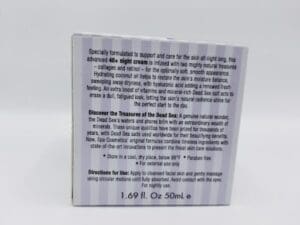 Specially formulated to support and care for the skin all night long, this
advanced 40+ night cream is infused with two mighty natural treasures
- collagen and retinol - for the optimally soft, smooth appearance.
Hydrating coconut oil helps to restore the skin's moisture balance,
sweeping away dryness, with hyaluronic acid adding a renewed fresh
feeling. An extra boost of vitamins and mineral-rich Dead Sea salt acts to
erase a dull, fatigued look, letting the skin's natural radiance shine for
the perfect start to the day.
Discover the Treasures of the Dead Sea: A genuine natural wonder,
the Dead Sea's waters and shores brim with an extraordinary wealth of
minerals. These unique qualities have been prized for thousands of
years, with Dead Sea salts used worldwide for their beautifying benefits.
Now, Spa Cosmetics' original formulas combine timeless ingredients with
state-of-the-art innovations to present the finest skin care solutions.
• Store in a cool, dry place, below 86°F • Paraben free
• For external use only
Directions for Use: Apply to cleansed facial skin and gently massage
using circular motions until fully absorbed. Avoid contact with the eyes.
For nightly use.
1.69 fl. Oz 50mL e